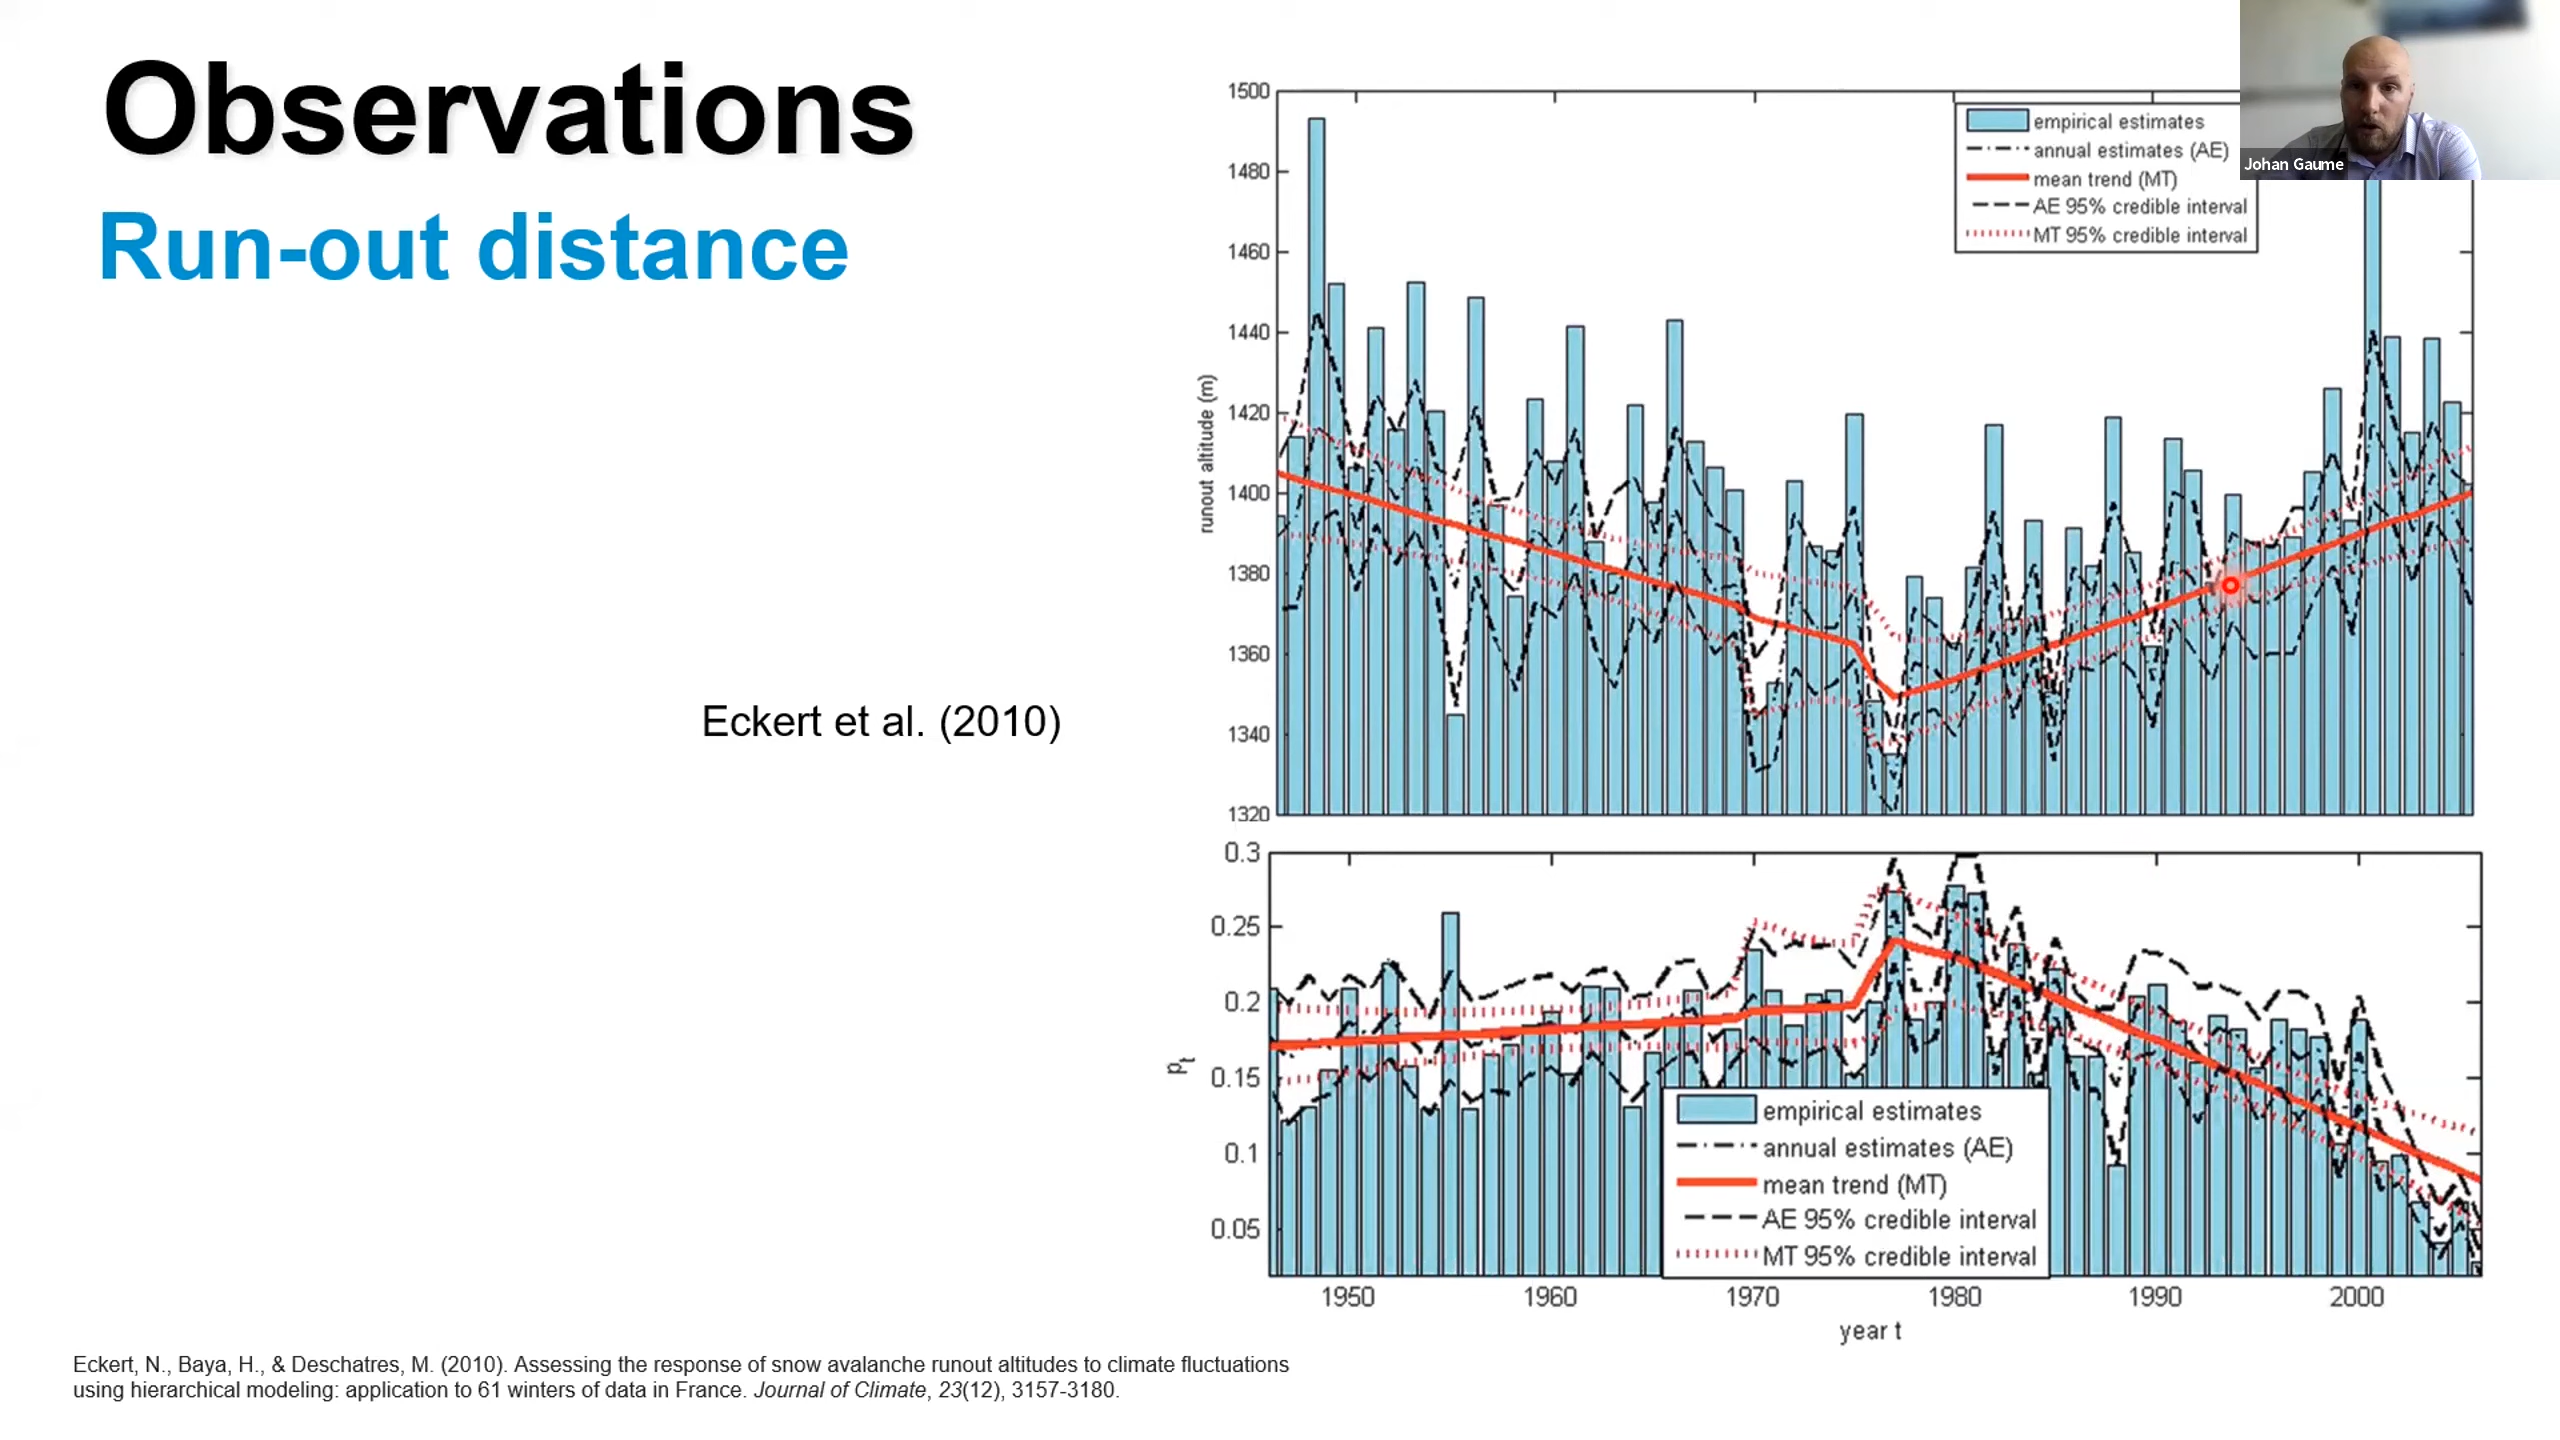 Observations
Run-out distance
Eckert et al. (2010)
1500
1480
1460
1440
1420
1400
1380
1360
1340
1320
runout altitude (m)
empirical estimates
annual estimates (AE)
mean trend (MT)
AE 95% credible interval
MT 95% credible interval
Johan Gaume
0.3
0.25
0.2
0.15
0.1
0.05
pt
empirical estimates
annual estimates (AE)
mean trend (MT)
AE 95% credible interval
MT 95% credible interval
1950 1960 1970 1980 1990 2000
year t
Eckert, N., Baya, H., & Deschatres, M. (2010). Assessing the response of snow avalanche runout altitudes to climate fluctuations
using hierarchical modeling: application to 61 winters of data in France. Journal of Climate, 23(12), 3157-3180.